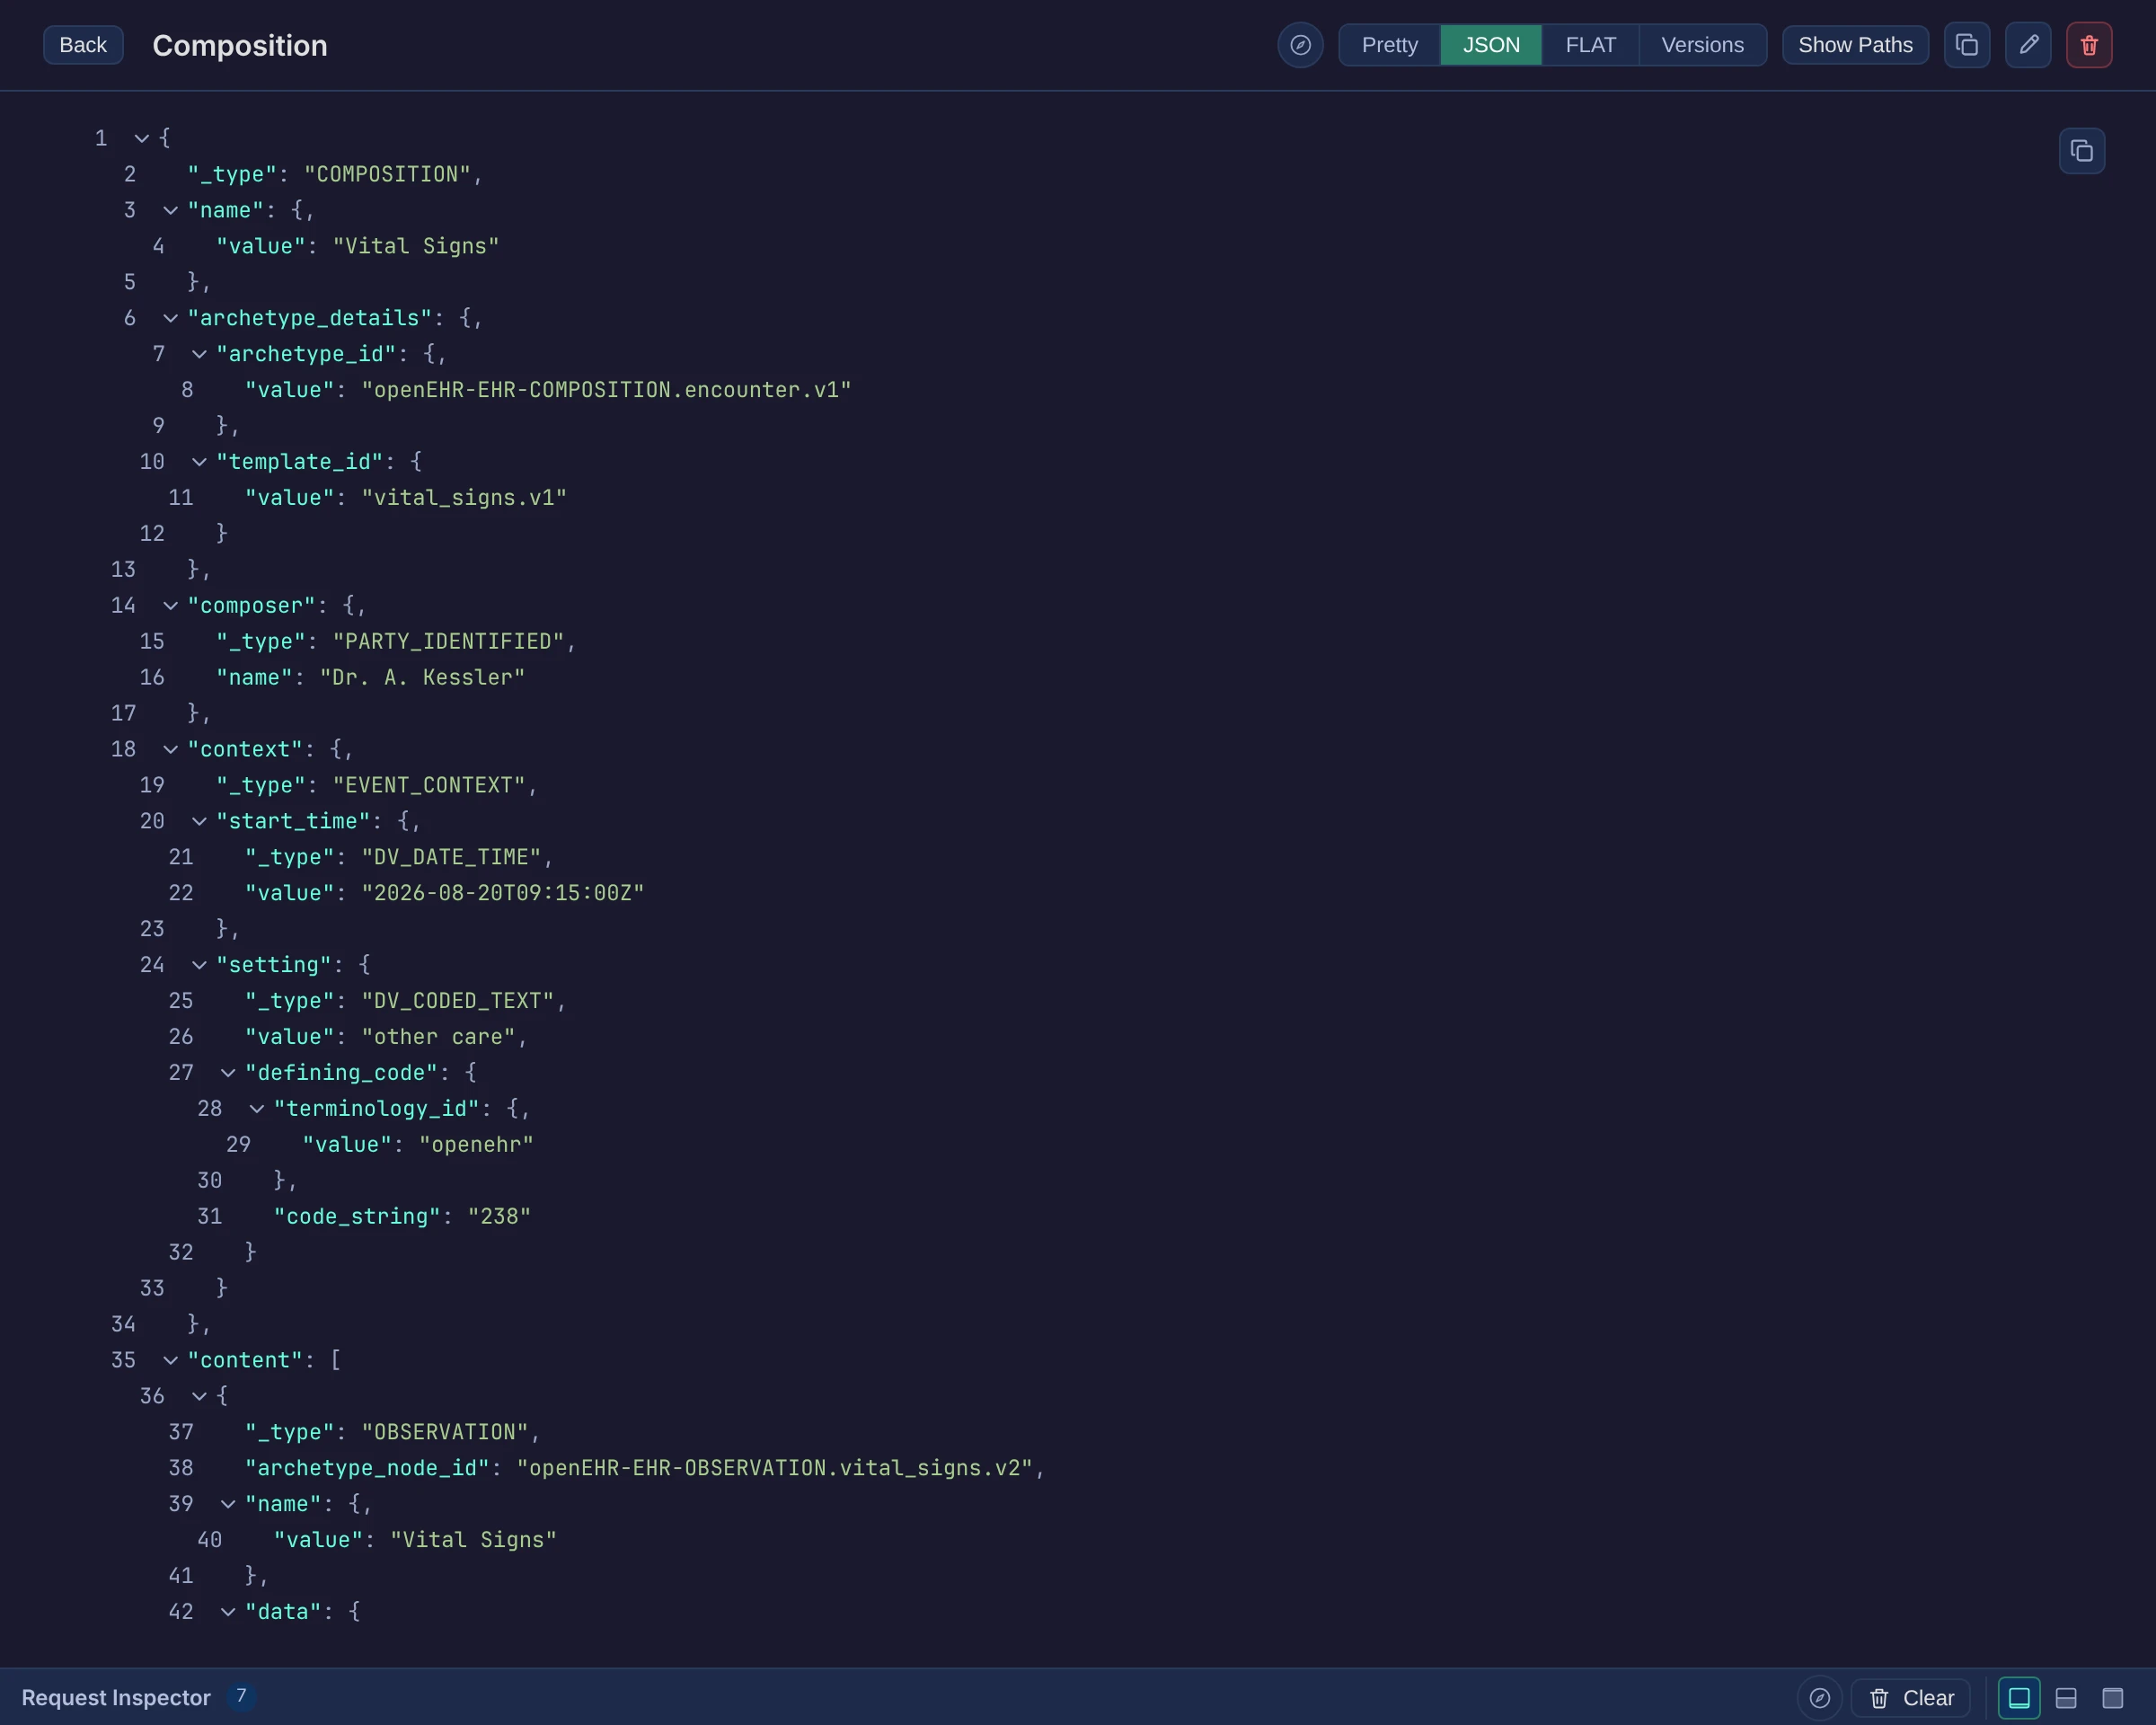 Back Composition Pretty JSON FLAT Versions Show Paths
1 {
2 "_type": "COMPOSITION",
3 "name": {,
4 "value": "Vital Signs"
5 },
6 "archetype_details": {,
7 "archetype_id": {,
8 "value": "openEHR-EHR-COMPOSITION.encounter.v1"
9 },
10 "template_id": {
11 "value": "vital_signs.v1"
12 }
13 },
14 "composer": {,
15 "_type": "PARTY_IDENTIFIED",
16 "name": "Dr. A. Kessler"
17 },
18 "context": {,
19 "_type": "EVENT_CONTEXT",
20 "start_time": {,
21 "_type": "DV_DATE_TIME",
22 "value": "2026-08-20T09:15:00Z"
23 },
24 "setting": {
25 "_type": "DV_CODED_TEXT",
26 "value": "other care",
27 "defining_code": {
28 "terminology_id": {,
29 "value": "openehr"
30 },
31 "code_string": "238"
32 }
33 }
34 },
35 "content": [
36 {
37 "_type": "OBSERVATION",
38 "archetype_node_id": "openEHR-EHR-OBSERVATION.vital_signs.v2",
39 "name": {,
40 "value": "Vital Signs"
41 },
42 "data": {
Request Inspector 7 Clear